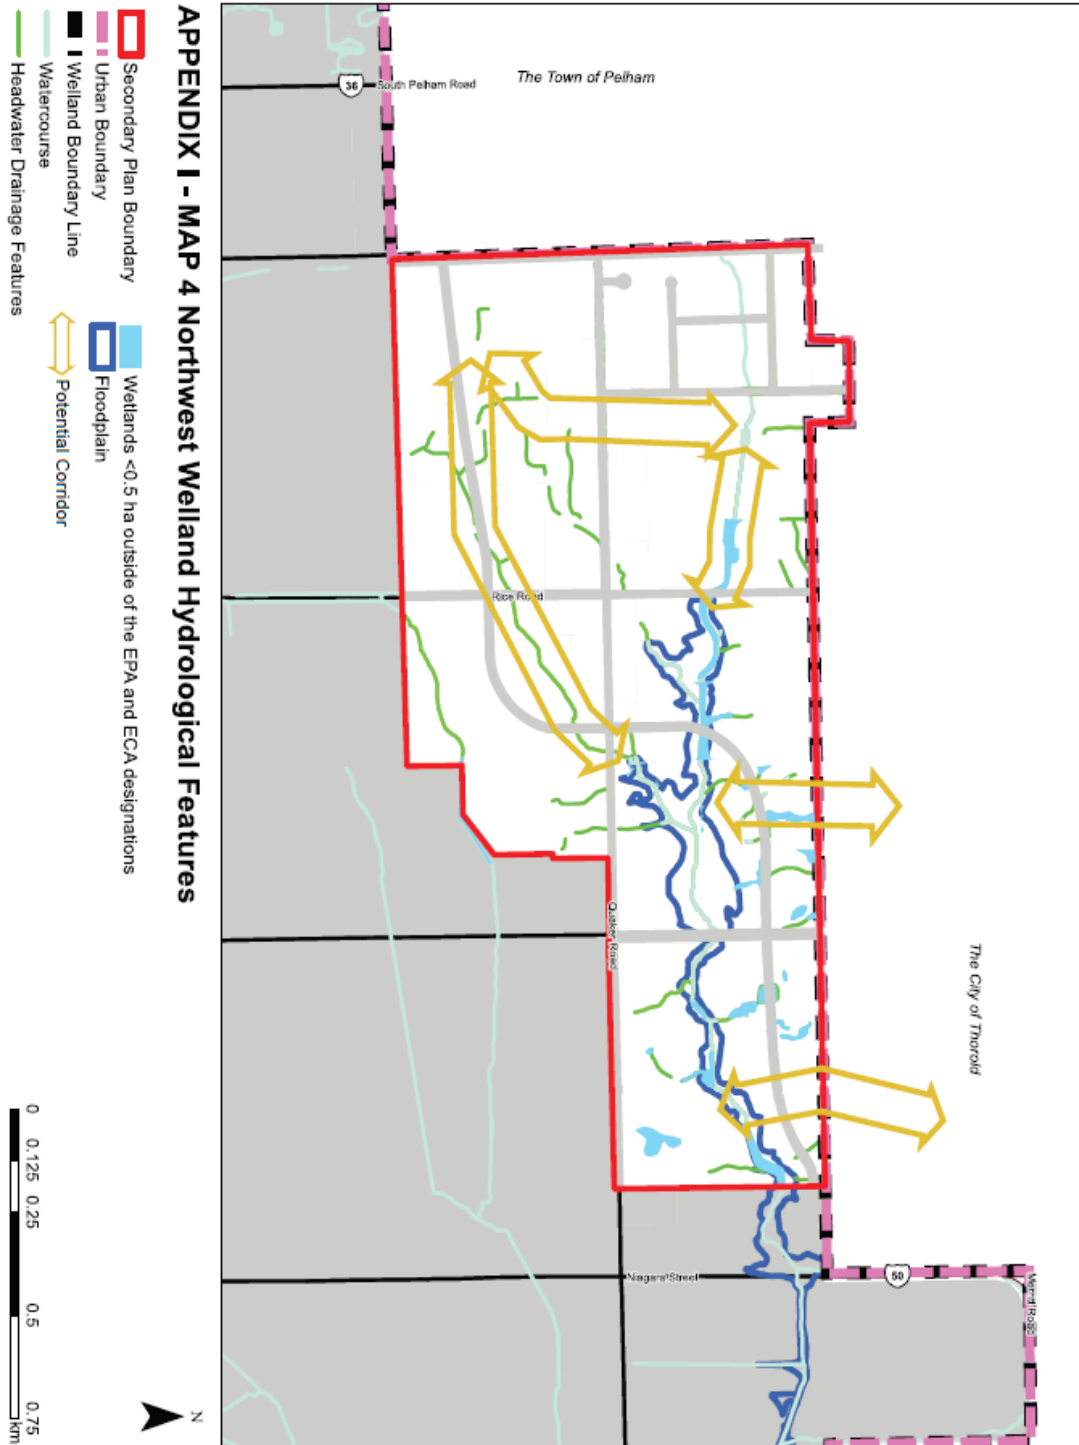 The Town of Pelham
36
South Pelham Road
Rice Road
Quaker Road
The City of Thorold
Niagara Street
50
Merritt Road
APPENDIX I - MAP 4 Northwest Welland Hydrological Features
Secondary Plan Boundary
Urban Boundary
Welland Boundary Line
Watercourse
Headwater Drainage Features
Wetlands <0.5 ha outside of the EPA and ECA designations
Floodplain
Potential Corridor
0 0.125 0.25 0.5 0.75
km
N